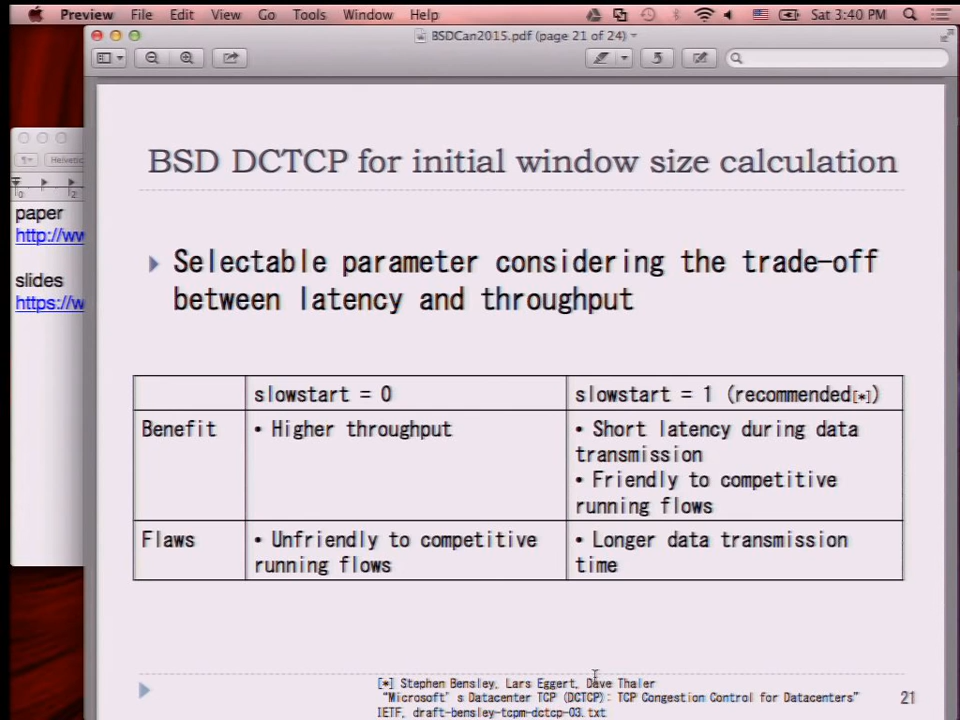 Preview File Edit View Go Tools Window Help Sat 3:40 PM
BSDCan2015.pdf (page 21 of 24)
Helvetic
paper
http://ww
slides
https://w
BSD DCTCP for initial window size calculation
Selectable parameter considering the trade-off
between latency and throughput
slowstart = 0
slowstart = 1 (recommended[*])
Benefit
• Higher throughput
• Short latency during data
transmission
• Friendly to competitive
running flows
Flaws
• Unfriendly to competitive
running flows
• Longer data transmission
time
[*] Stephen Bensley, Lars Eggert, Dave Thaler
"Microsoft's Datacenter TCP (DCTCP): TCP Congestion Control for Datacenters"
IETF, draft-bensley-tcpm-dctcp-03.txt
21